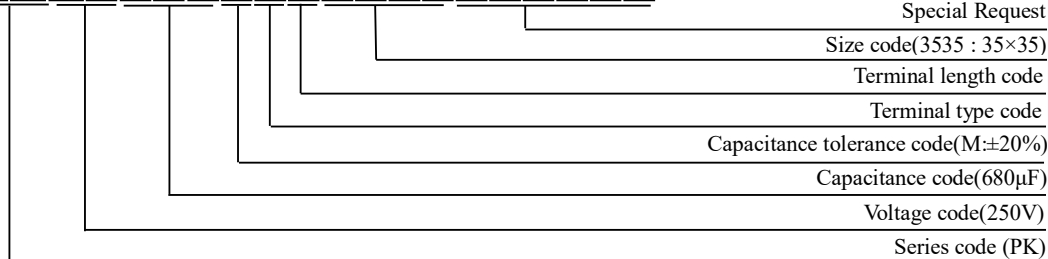 Special Request
Size code(3535 : 35×35)
Terminal length code
Terminal type code
Capacitance tolerance code(M:±20%)
Capacitance code(680μF)
Voltage code(250V)
Series code (PK)